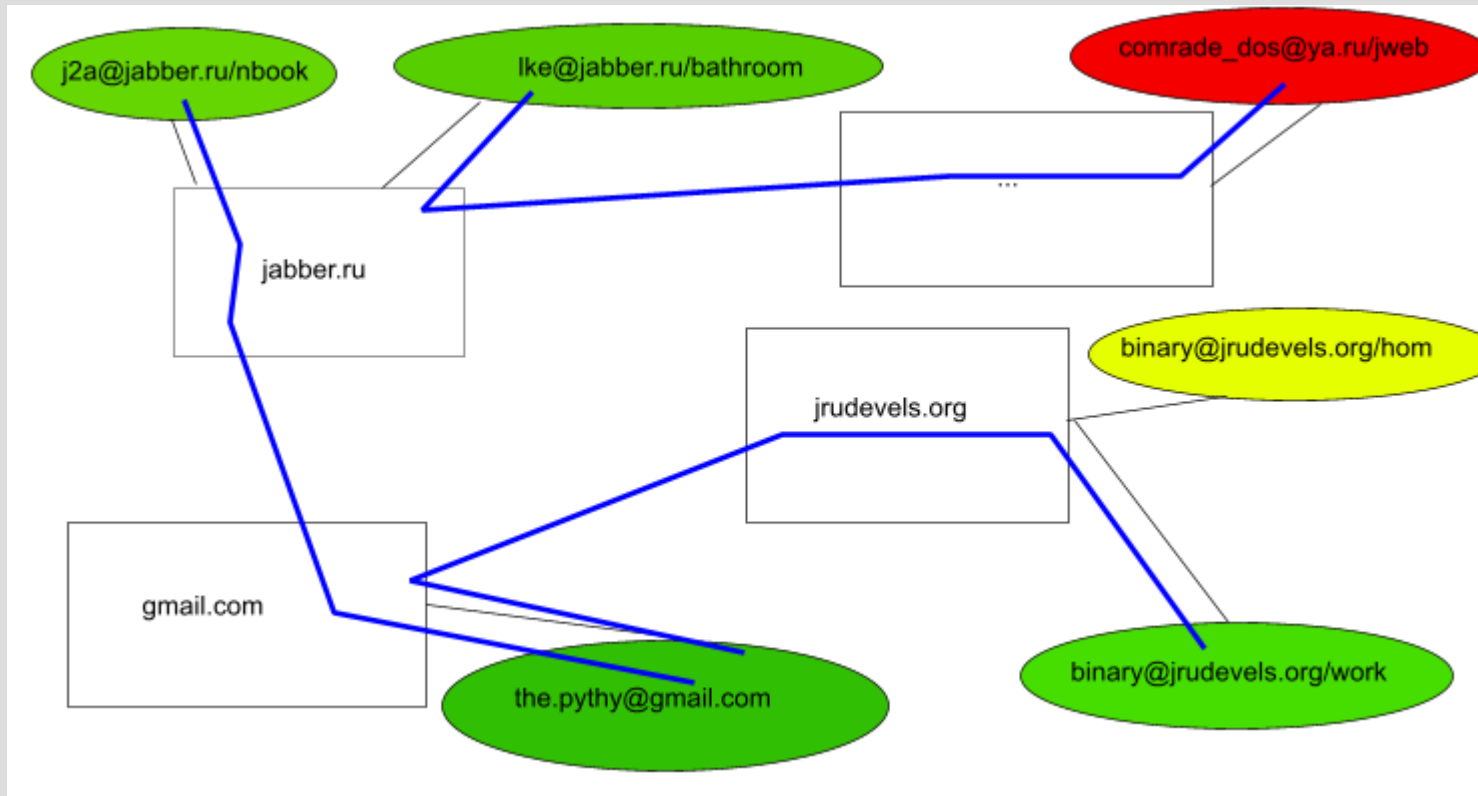 j2a@jabber.ru/nbook
lke@jabber.ru/bathroom
comrade_dos@ya.ru/jweb
...
jabber.ru
binary@jrudevels.org/hom
jrudevels.org
gmail.com
the.pythy@gmail.com
binary@jrudevels.org/work